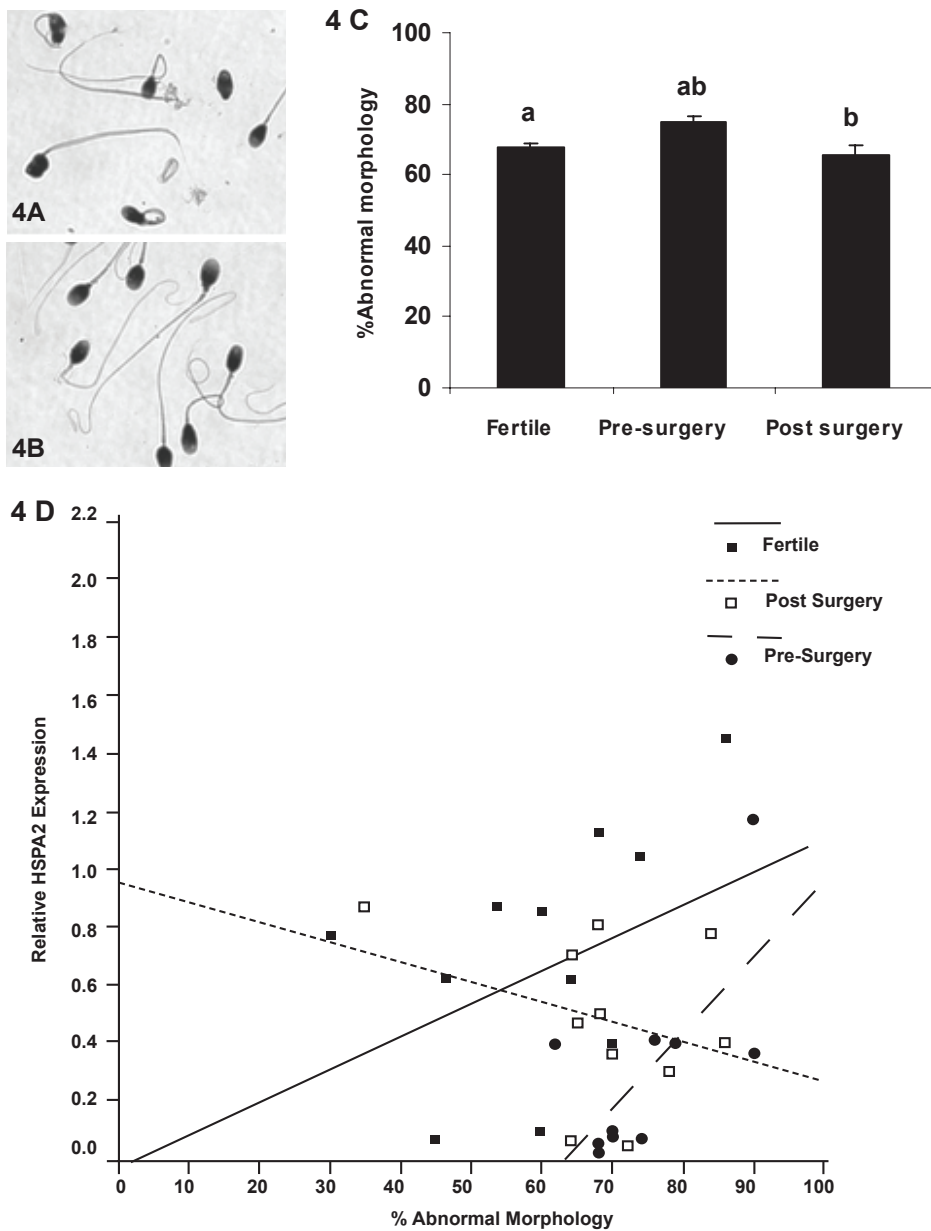 4A
4B
4 C
%Abnormal morphology
100
80
60
40
20
0
a
ab
b
Fertile
Pre-surgery
Post surgery
4 D
Relative HSPA2 Expression
2.2
2.0
1.8
1.6
1.4
1.2
1.0
0.8
0.6
0.4
0.2
0.0
0 10 20 30 40 50 60 70 80 90 100
% Abnormal Morphology
Fertile
Post Surgery
Pre-Surgery